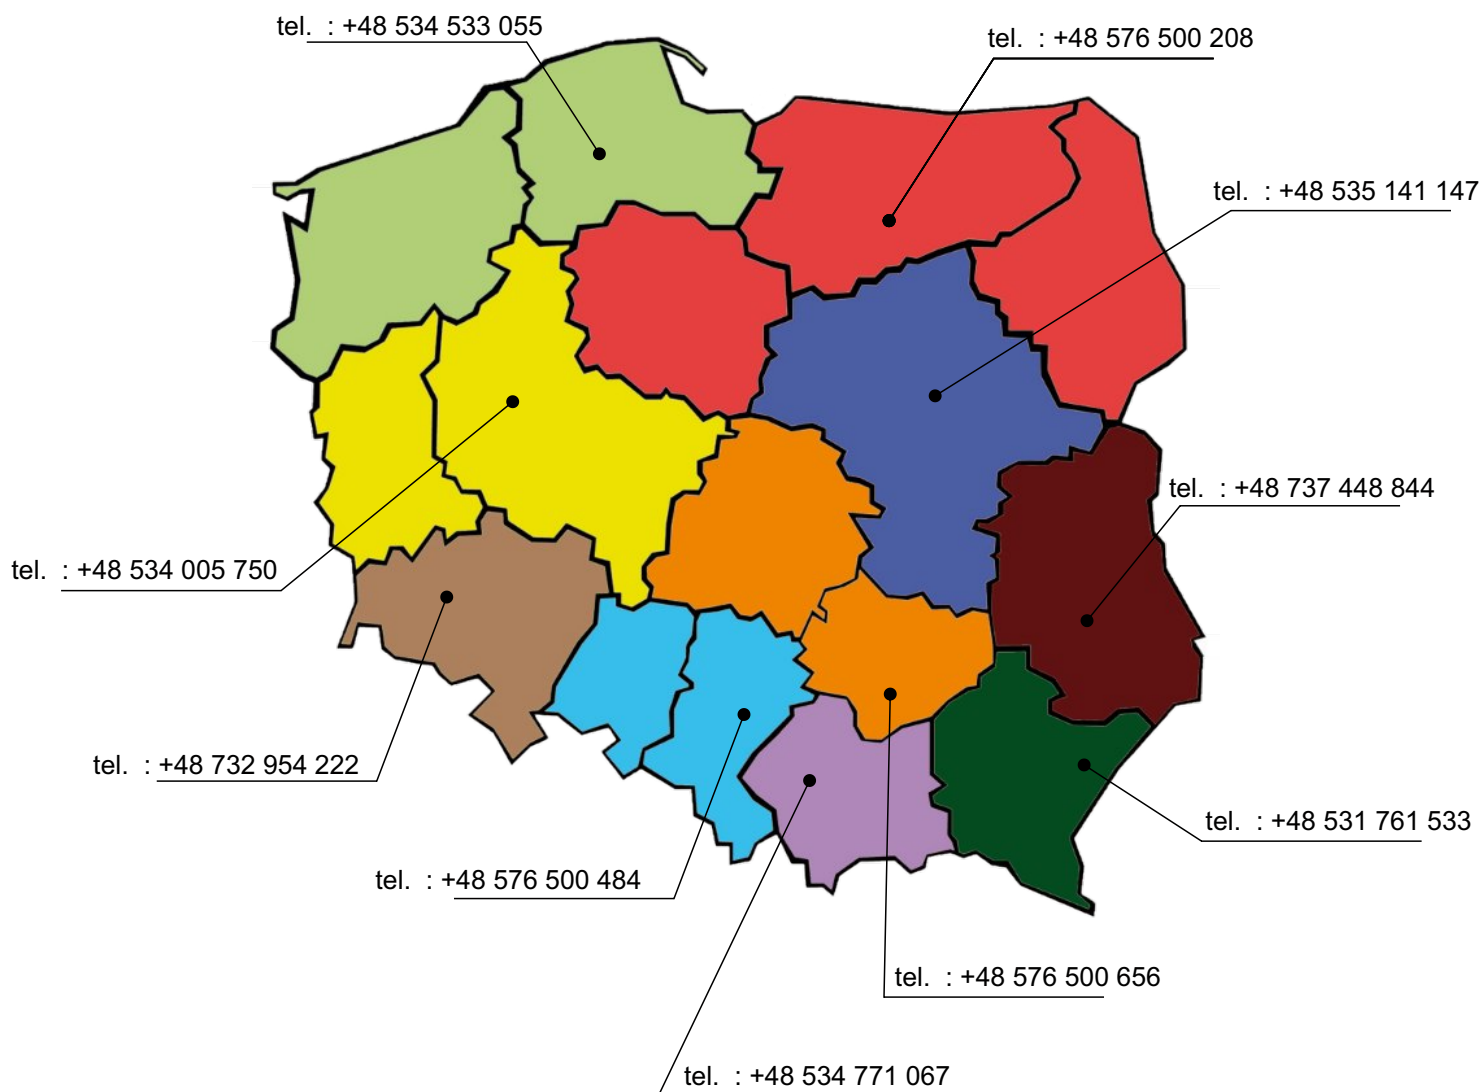 tel. : +48 534 533 055
tel. : +48 576 500 208
tel. : +48 535 141 147
tel. : +48 737 448 844
tel. : +48 534 005 750
tel. : +48 732 954 222
tel. : +48 531 761 533
tel. : +48 576 500 484
tel. : +48 576 500 656
tel. : +48 534 771 067